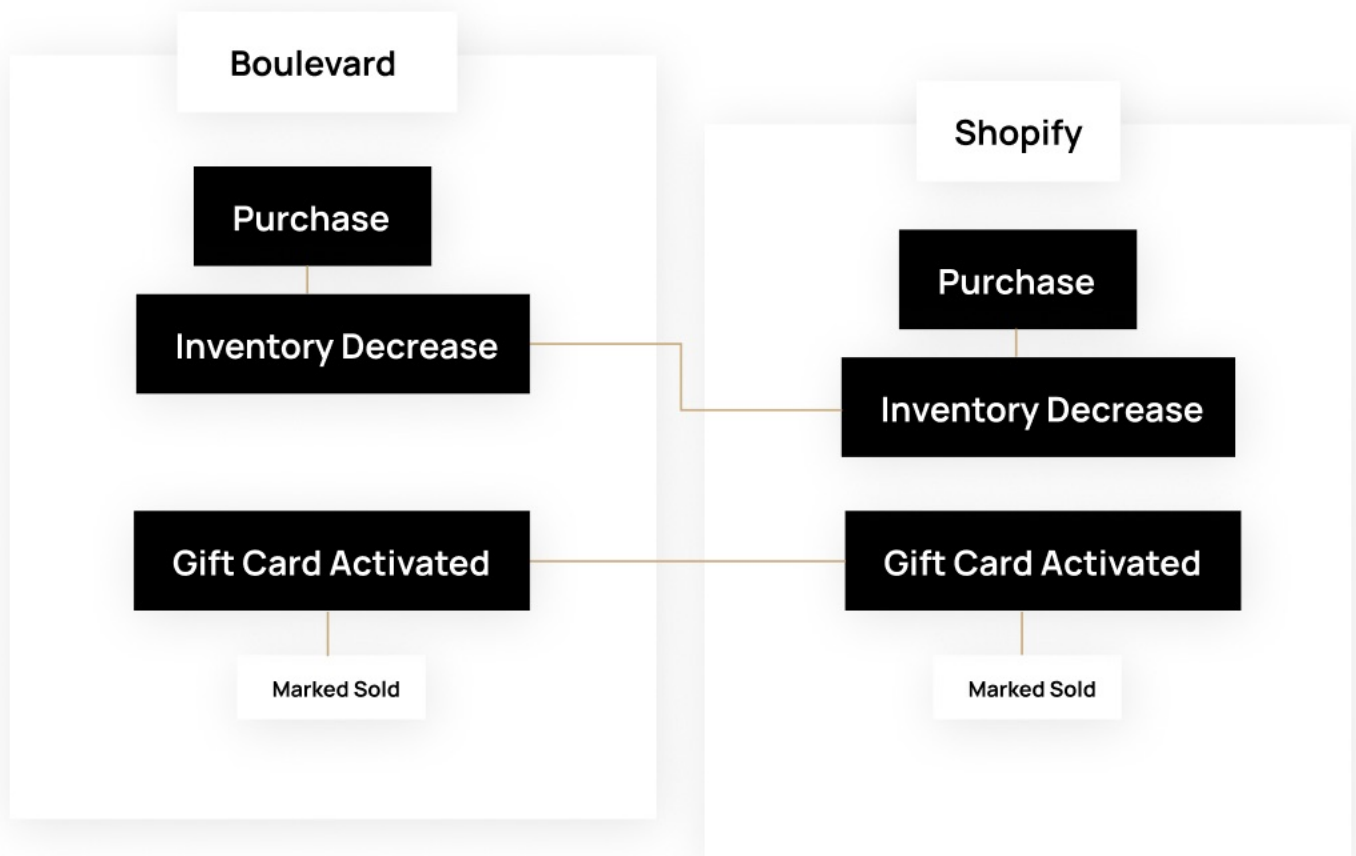 Boulevard
Purchase
Inventory Decrease
Gift Card Activated
Marked Sold
Shopify
Purchase
Inventory Decrease
Gift Card Activated
Marked Sold